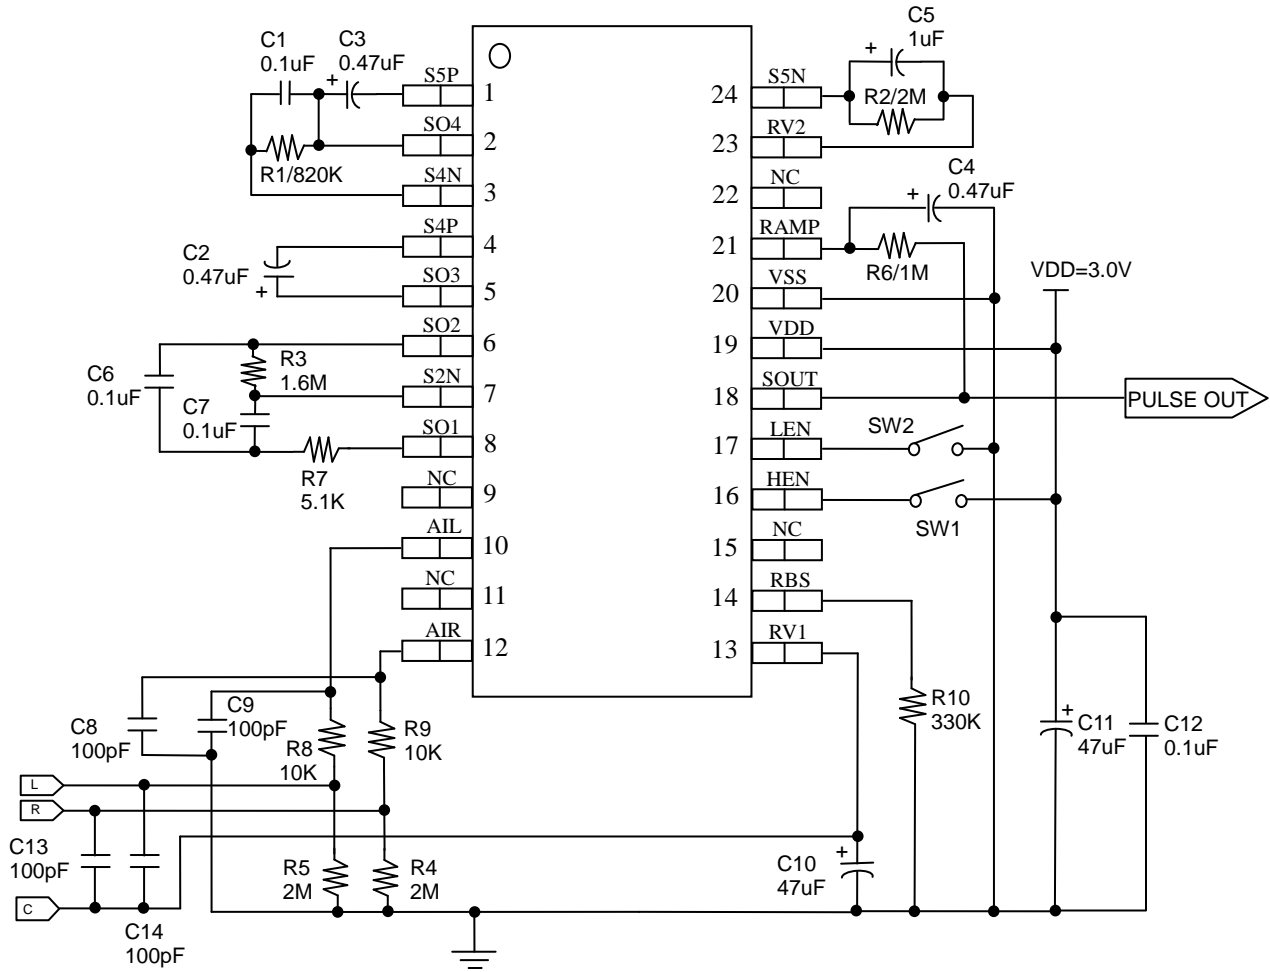 C1
0.1uF
C3
0.47uF
+
S5P
1
SO4
2
R1/820K
S4N
3
S4P
4
C2
0.47uF
+
SO3
5
SO2
6
R3
1.6M
C6
0.1uF
S2N
7
C7
0.1uF
SO1
8
R7
5.1K
NC
9
AIL
10
NC
11
AIR
12
C8
100pF
C9
100pF
R8
10K
R9
10K
L
R
C13
100pF
C
C14
100pF
R5
2M
R4
2M
C5
1uF
+
S5N
24
R2/2M
RV2
23
C4
0.47uF
+
NC
22
RAMP
21
R6/1M
VSS
20
VDD=3.0V
VDD
19
SOUT
18
PULSE OUT
LEN
17
SW2
HEN
16
SW1
NC
15
RBS
14
RV1
13
R10
330K
+
C11
47uF
C12
0.1uF
+
C10
47uF